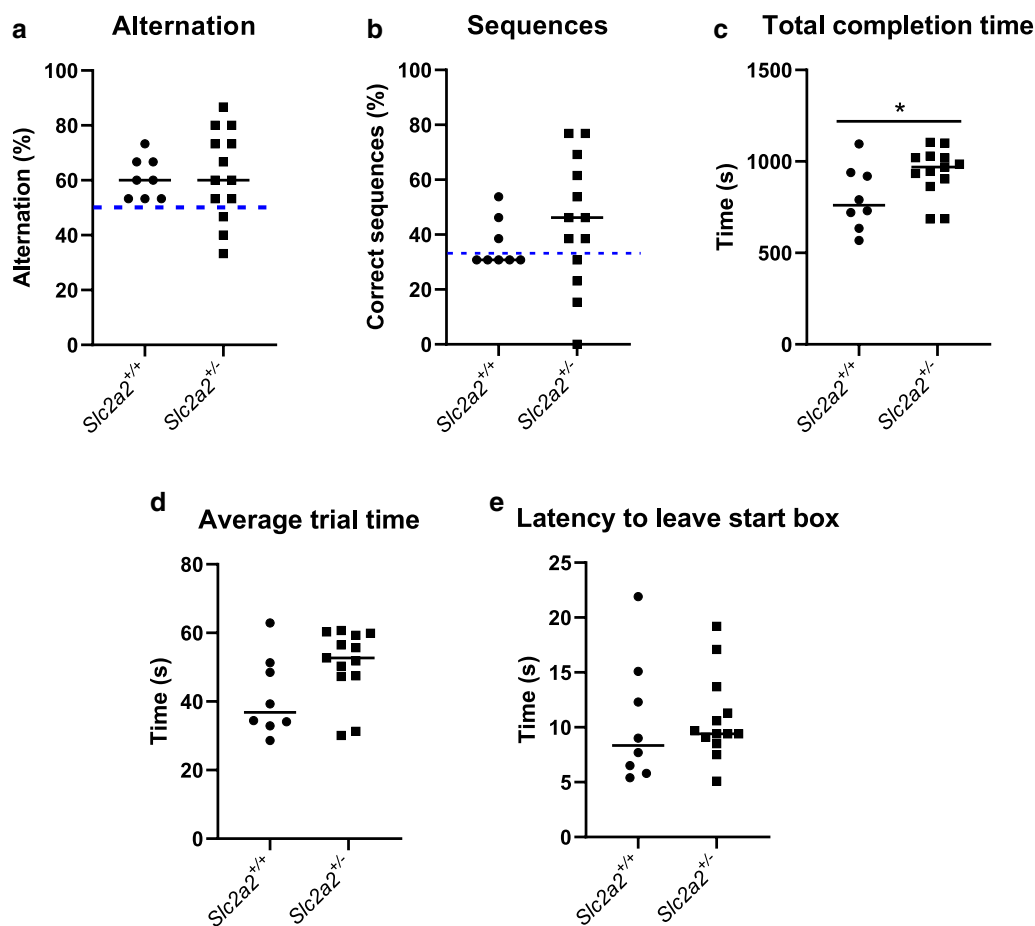 a Alternation
100
80
60
40
20
0
Alternation (%)
Slc2a2+/+
Slc2a2+/-
b Sequences
100
80
60
40
20
0
Correct sequences (%)
Slc2a2+/+
Slc2a2+/-
c Total completion time
1500
1000
500
0
Time (s)
*
Slc2a2+/+
Slc2a2+/-
d Average trial time
80
60
40
20
0
Time (s)
Slc2a2+/+
Slc2a2+/-
e Latency to leave start box
25
20
15
10
5
0
Time (s)
Slc2a2+/+
Slc2a2+/-